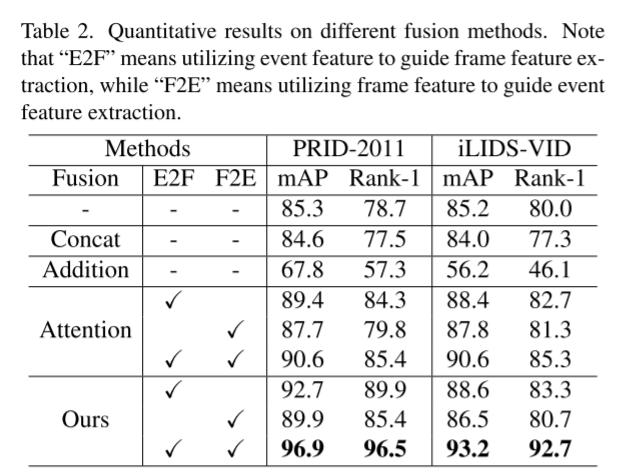 Table 2. Quantitative results on different fusion methods. Note
that “E2F” means utilizing event feature to guide frame feature ex-
traction, while “F2E” means utilizing frame feature to guide event
feature extraction.
Methods PRID-2011 iLIDS-VID
Fusion E2F F2E mAP Rank-1 mAP Rank-1
- - - 85.3 78.7 85.2 80.0
Concat - - 84.6 77.5 84.0 77.3
Addition - - 67.8 57.3 56.2 46.1
✓ 89.4 84.3 88.4 82.7
Attention ✓ 87.7 79.8 87.8 81.3
✓ ✓ 90.6 85.4 90.6 85.3
✓ 92.7 89.9 88.6 83.3
Ours ✓ 89.9 85.4 86.5 80.7
✓ ✓ 96.9 96.5 93.2 92.7